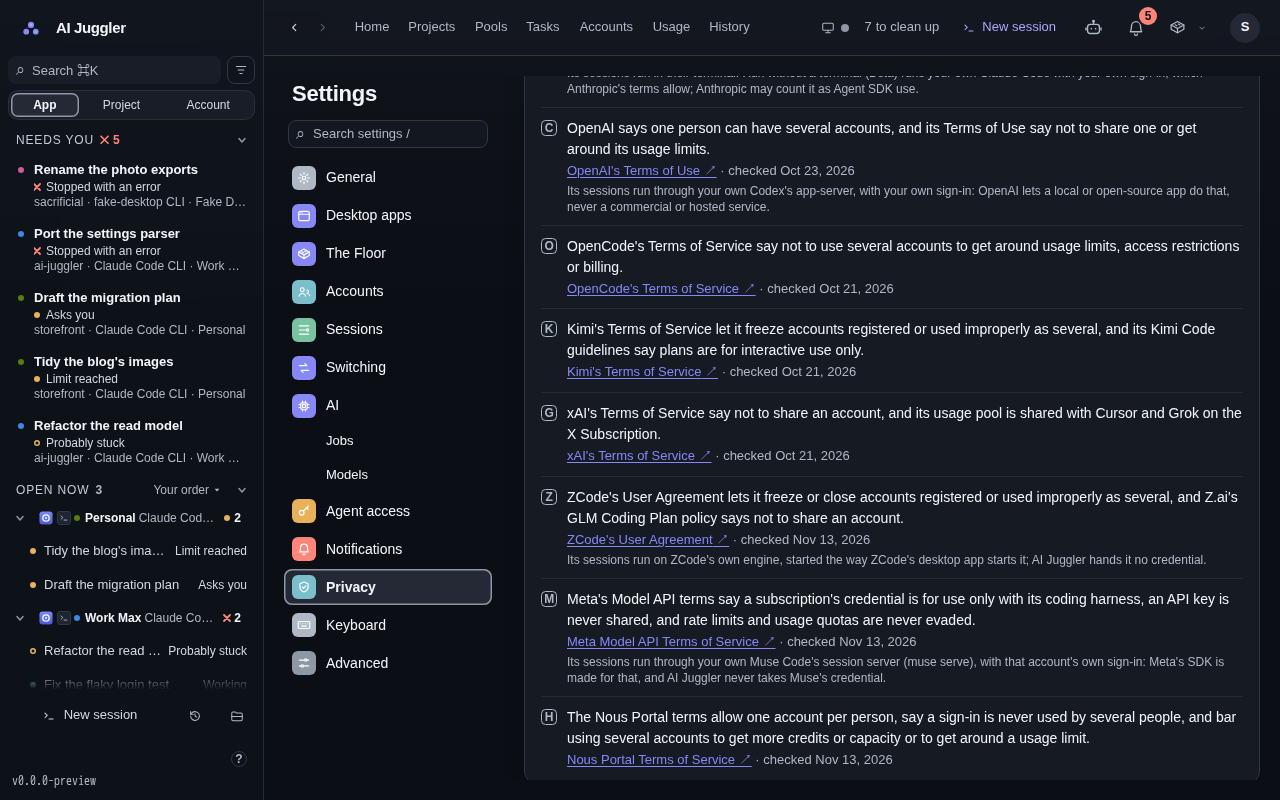 AI Juggler
Search ⌘K
App
Project
Account
NEEDS YOU 5
Rename the photo exports
Stopped with an error
sacrificial · fake-desktop CLI · Fake D…
Port the settings parser
Stopped with an error
ai-juggler · Claude Code CLI · Work …
Draft the migration plan
Asks you
storefront · Claude Code CLI · Personal
Tidy the blog's images
Limit reached
storefront · Claude Code CLI · Personal
Refactor the read model
Probably stuck
ai-juggler · Claude Code CLI · Work …
OPEN NOW 3
Your order
Personal Claude Cod… 2
Tidy the blog's ima… Limit reached
Draft the migration plan Asks you
Work Max Claude Co… 2
Refactor the read … Probably stuck
Fix the flaky login test Working
New session
?
v0.0.0-preview
Home
Projects
Pools
Tasks
Accounts
Usage
History
7 to clean up
New session
5
S
Settings
Search settings /
General
Desktop apps
The Floor
Accounts
Sessions
Switching
AI
Jobs
Models
Agent access
Notifications
Privacy
Keyboard
Advanced
Anthropic's terms allow; Anthropic may count it as Agent SDK use.
C
OpenAI says one person can have several accounts, and its Terms of Use say not to share one or get
around its usage limits.
OpenAI's Terms of Use ↗ · checked Oct 23, 2026
Its sessions run through your own Codex's app-server, with your own sign-in: OpenAI lets a local or open-source app do that,
never a commercial or hosted service.
O
OpenCode's Terms of Service say not to use several accounts to get around usage limits, access restrictions
or billing.
OpenCode's Terms of Service ↗ · checked Oct 21, 2026
K
Kimi's Terms of Service let it freeze accounts registered or used improperly as several, and its Kimi Code
guidelines say plans are for interactive use only.
Kimi's Terms of Service ↗ · checked Oct 21, 2026
G
xAI's Terms of Service say not to share an account, and its usage pool is shared with Cursor and Grok on the
X Subscription.
xAI's Terms of Service ↗ · checked Oct 21, 2026
Z
ZCode's User Agreement lets it freeze or close accounts registered or used improperly as several, and Z.ai's
GLM Coding Plan policy says not to share an account.
ZCode's User Agreement ↗ · checked Nov 13, 2026
Its sessions run on ZCode's own engine, started the way ZCode's desktop app starts it; AI Juggler hands it no credential.
M
Meta's Model API terms say a subscription's credential is for use only with its coding harness, an API key is
never shared, and rate limits and usage quotas are never evaded.
Meta Model API Terms of Service ↗ · checked Nov 13, 2026
Its sessions run through your own Muse Code's session server (muse serve), with that account's own sign-in: Meta's SDK is
made for that, and AI Juggler never takes Muse's credential.
H
The Nous Portal terms allow one account per person, say a sign-in is never used by several people, and bar
using several accounts to get more credits or capacity or to get around a usage limit.
Nous Portal Terms of Service ↗ · checked Nov 13, 2026